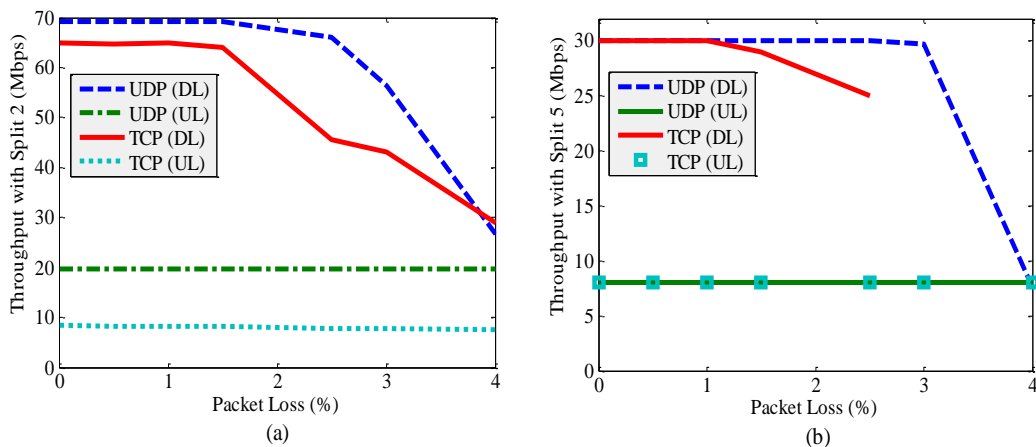 Throughput with Split 2 (Mbps)
70
60
50
40
30
20
10
0
UDP (DL)
UDP (UL)
TCP (DL)
TCP (UL)
0 1 2 3 4
Packet Loss (%)
(a)
Throughput with Split 5 (Mbps)
30
25
20
15
10
5
0
UDP (DL)
UDP (UL)
TCP (DL)
TCP (UL)
0 1 2 3 4
Packet Loss (%)
(b)